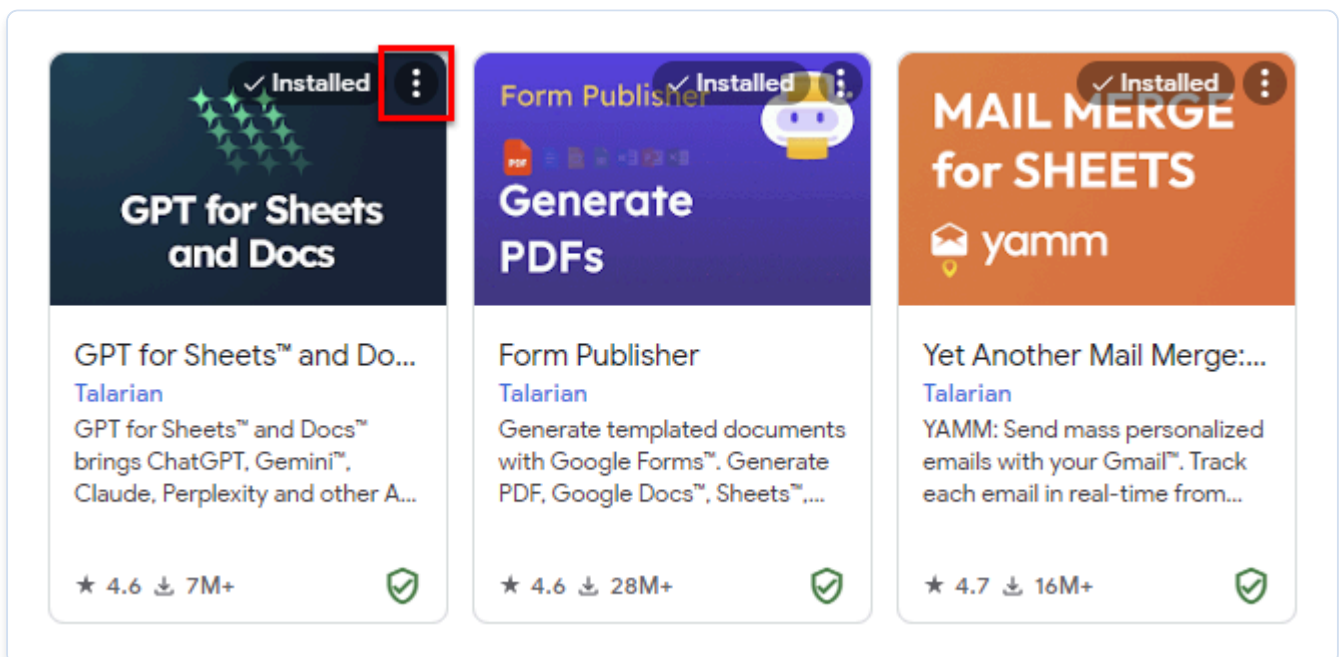 ✓ Installed
GPT for Sheets
and Docs
GPT for Sheets™ and Do...
Talarian
GPT for Sheets™ and Docs™
brings ChatGPT, Gemini™,
Claude, Perplexity and other A...
★ 4.6 7M+
✓ Installed
Form Publisher
PDF
Generate
PDFs
Form Publisher
Talarian
Generate templated documents
with Google Forms™. Generate
PDF, Google Docs™, Sheets™,...
★ 4.6 28M+
✓ Installed
MAIL MERGE
for SHEETS
yamm
Yet Another Mail Merge:...
Talarian
YAMM: Send mass personalized
emails with your Gmail™. Track
each email in real-time from...
★ 4.7 16M+